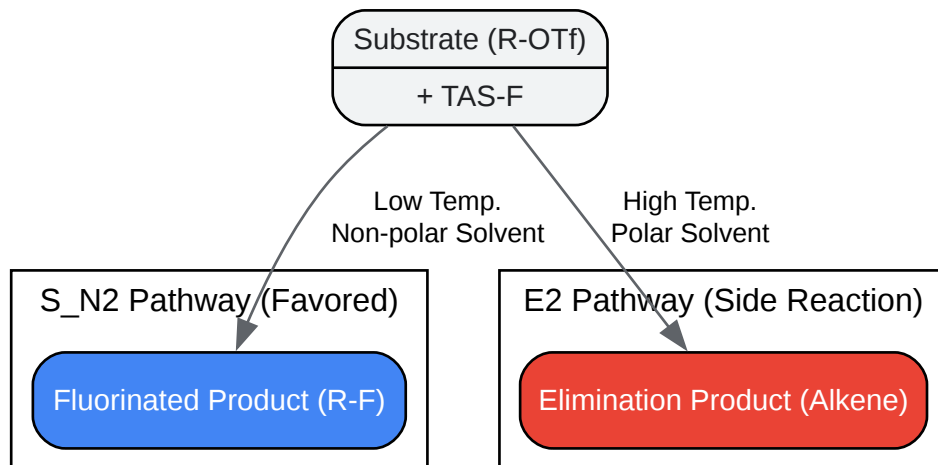 Substrate (R-OTf)
+ TAS-F
Low Temp.
Non-polar Solvent
High Temp.
Polar Solvent
S_N2 Pathway (Favored)
Fluorinated Product (R-F)
E2 Pathway (Side Reaction)
Elimination Product (Alkene)